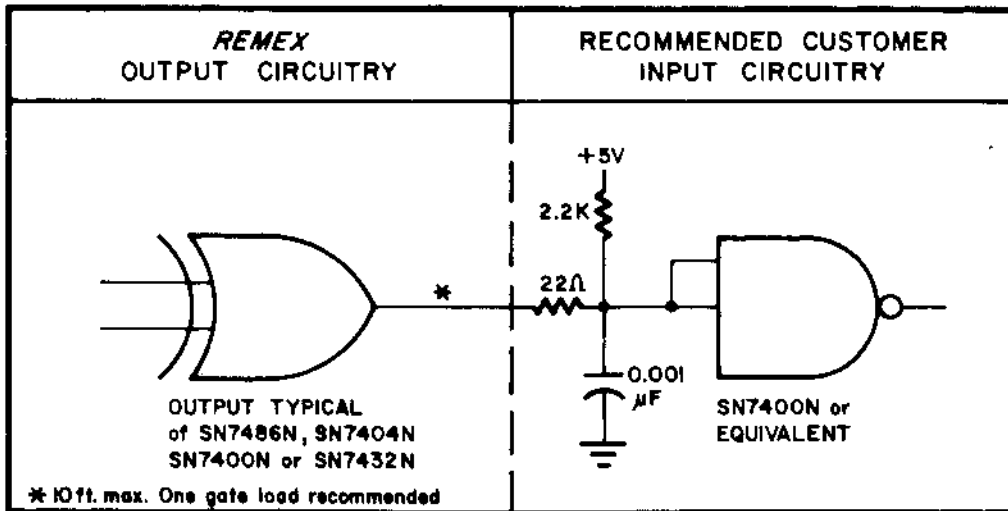 REMEX
OUTPUT CIRCUITRY
RECOMMENDED CUSTOMER
INPUT CIRCUITRY
+5V
2.2K
22Ω
*
0.001
µF
OUTPUT TYPICAL
of SN7486N, SN7404N
SN7400N or SN7432N
SN7400N or
EQUIVALENT
* 10 ft. max. One gate load recommended